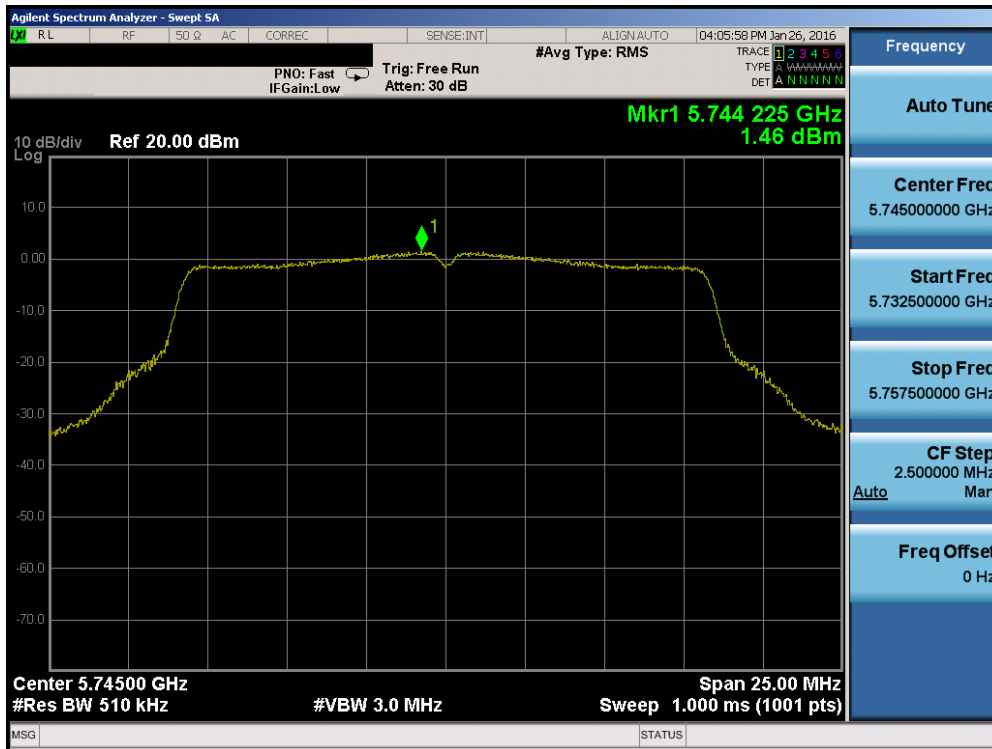 Agilent Spectrum Analyzer - Swept SA
LXI RL RF 50 Ω AC CORREC SENSE:INT ALIGN AUTO 04:05:58 PM Jan 26, 2016
#Avg Type: RMS
TRACE 1 2 3 4 5 6
TYPE A
DET A N N N N N
PNO: Fast Trig: Free Run
IFGain:Low Atten: 30 dB
Mkr1 5.744 225 GHz
1.46 dBm
10 dB/div Ref 20.00 dBm
Log
10.0
0.00
-10.0
-20.0
-30.0
-40.0
-50.0
-60.0
-70.0
1
Center 5.74500 GHz Span 25.00 MHz
#Res BW 510 kHz #VBW 3.0 MHz Sweep 1.000 ms (1001 pts)
MSG STATUS
Frequency
Auto Tune
Center Freq
5.745000000 GHz
Start Freq
5.732500000 GHz
Stop Freq
5.757500000 GHz
CF Step
2.500000 MHz
Auto Man
Freq Offset
0 Hz